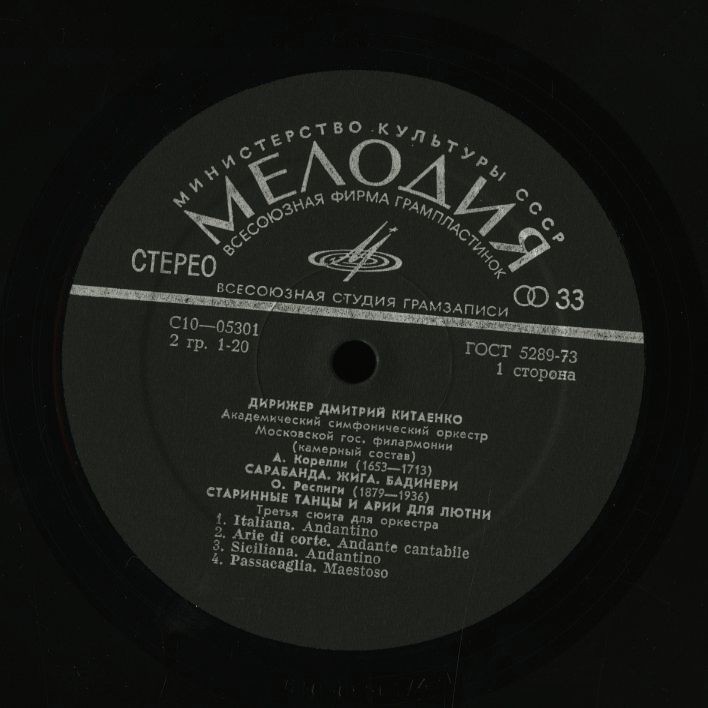 МИНИСТЕРСТВО КУЛЬТУРЫ СССР
МЕЛОДИЯ
ВСЕСОЮЗНАЯ ФИРМА ГРАМПЛАСТИНОК
СТЕРЕО
33
ВСЕСОЮЗНАЯ СТУДИЯ ГРАМЗАПИСИ
С10—05301
2 гр. 1-20
ГОСТ 5289-73
1 сторона
ДИРИЖЕР ДМИТРИЙ КИТАЕНКО
Академический симфонический оркестр
Московской гос. филармонии
(камерный состав)
А. Корелли (1653—1713)
САРАБАНДА. ЖИГА. БАДИНЕРИ
О. Респиги (1879—1936)
СТАРИННЫЕ ТАНЦЫ И АРИИ ДЛЯ ЛЮТНИ
Третья сюита для оркестра
1. Italiana. Andantino
2. Arie di corte. Andante cantabile
3. Siciliana. Andantino
4. Passacaglia. Maestoso